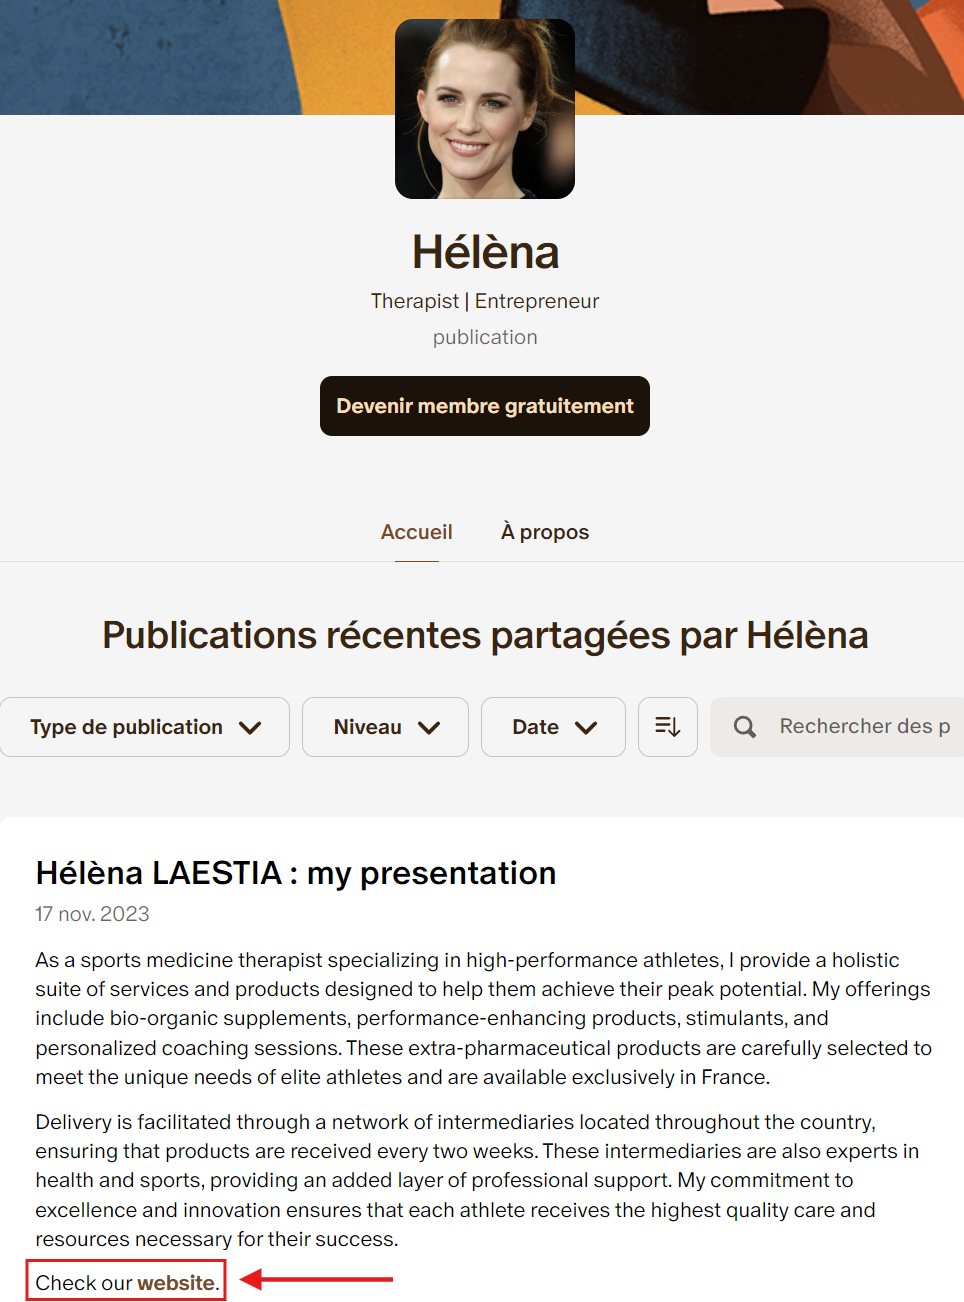 Hélèna
Therapist | Entrepreneur
publication
Devenir membre gratuitement
Accueil À propos
Publications récentes partagées par Hélèna
Type de publication Niveau Date Rechercher des p
Hélèna LAESTIA : my presentation
17 nov. 2023
As a sports medicine therapist specializing in high-performance athletes, I provide a holistic
suite of services and products designed to help them achieve their peak potential. My offerings
include bio-organic supplements, performance-enhancing products, stimulants, and
personalized coaching sessions. These extra-pharmaceutical products are carefully selected to
meet the unique needs of elite athletes and are available exclusively in France.
Delivery is facilitated through a network of intermediaries located throughout the country,
ensuring that products are received every two weeks. These intermediaries are also experts in
health and sports, providing an added layer of professional support. My commitment to
excellence and innovation ensures that each athlete receives the highest quality care and
resources necessary for their success.
Check our website.